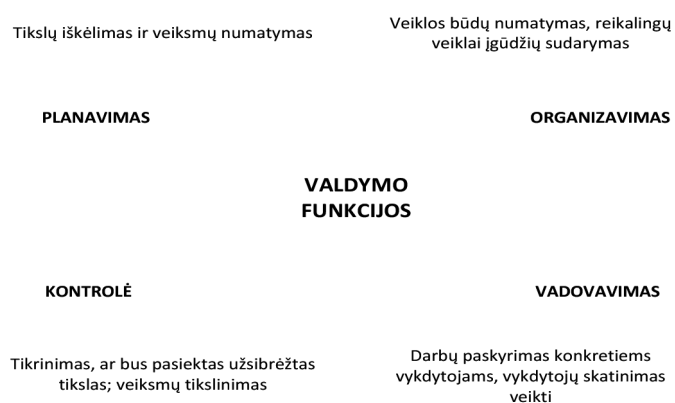 Tikslų iškėlimas ir veiksmų numatymas
Veiklos būdų numatymas, reikalingų
veiklai įgūdžių sudarymas
PLANAVIMAS
ORGANIZAVIMAS
VALDYMO
FUNKCIJOS
KONTROLĖ
VADOVAVIMAS
Tikrinimas, ar bus pasiektas užsibrėžtas
tikslas; veiksmų tikslinimas
Darbų paskyrimas konkretiems
vykdytojams, vykdytojų skatinimas
veikti